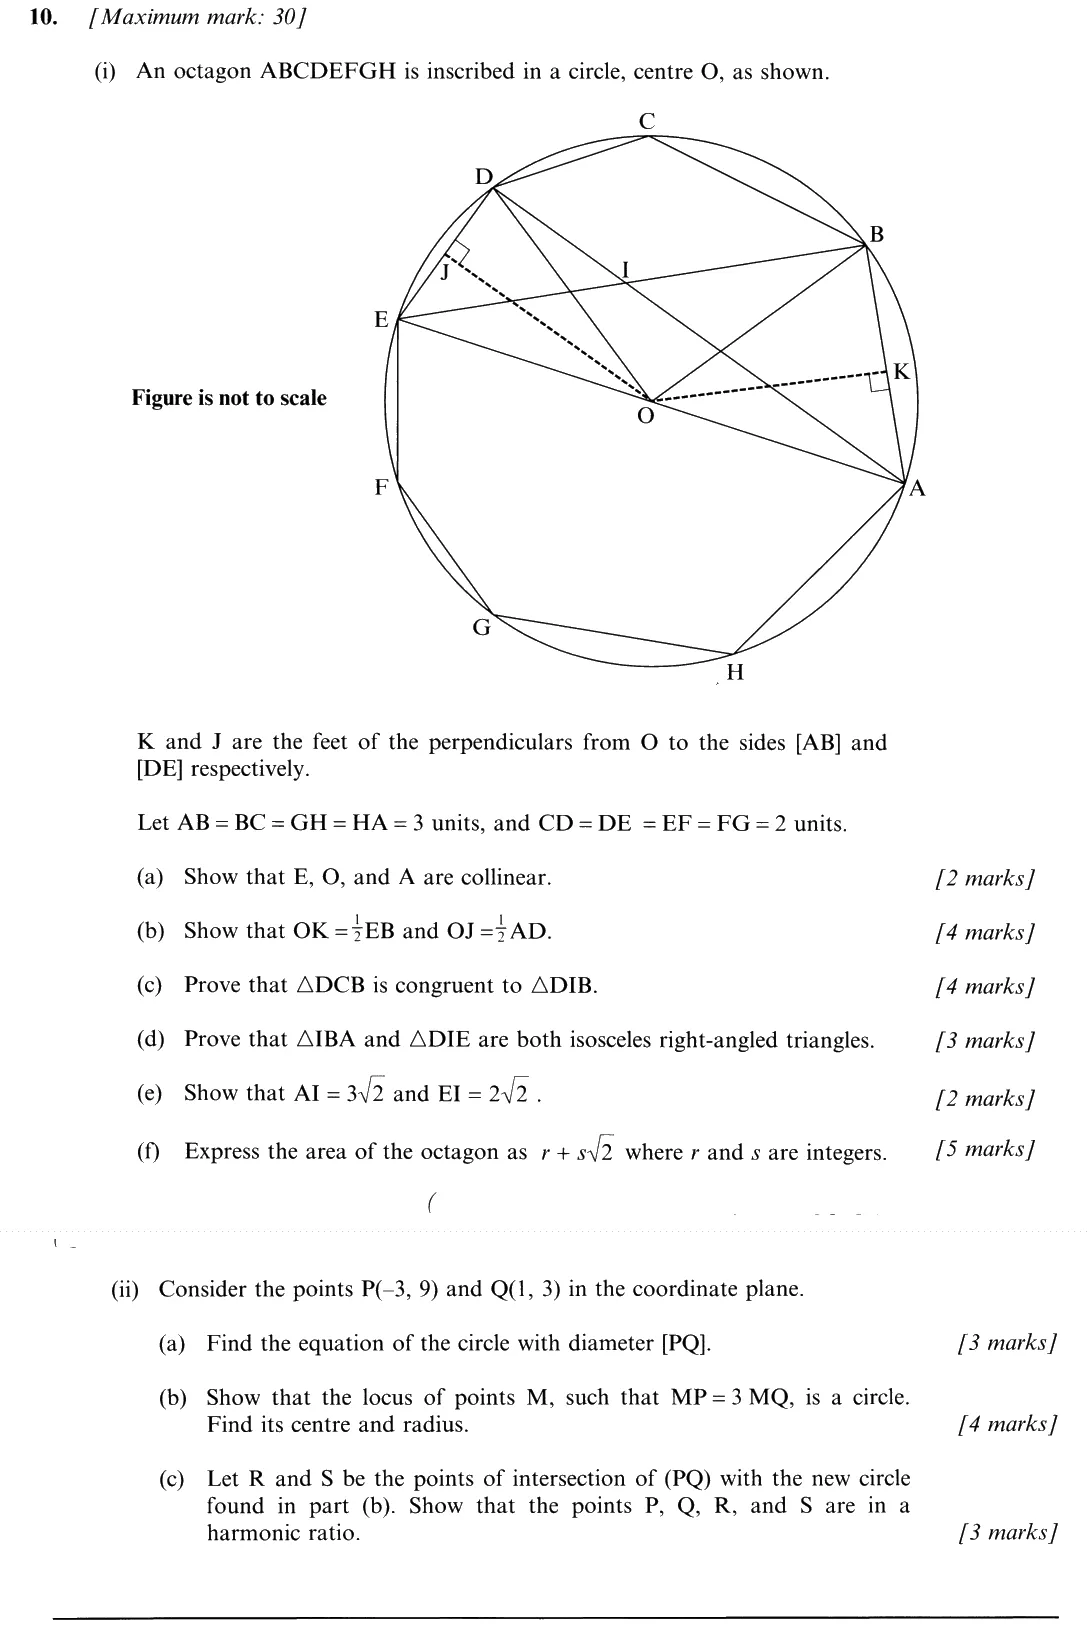 10. [Maximum mark: 30]
(i) An octagon ABCDEFGH is inscribed in a circle, centre O, as shown.
C
D
B
J
I
E
K
Figure is not to scale
O
F
A
G
H
K and J are the feet of the perpendiculars from O to the sides [AB] and
[DE] respectively.
Let AB = BC = GH = HA = 3 units, and CD = DE = EF = FG = 2 units.
(a) Show that E, O, and A are collinear. [2 marks]
(b) Show that OK = ½EB and OJ = ½AD. [4 marks]
(c) Prove that △DCB is congruent to △DIB. [4 marks]
(d) Prove that △IBA and △DIE are both isosceles right-angled triangles. [3 marks]
(e) Show that AI = 3√2 and EI = 2√2 . [2 marks]
(f) Express the area of the octagon as r + s√2 where r and s are integers. [5 marks]
(ii) Consider the points P(–3, 9) and Q(1, 3) in the coordinate plane.
(a) Find the equation of the circle with diameter [PQ]. [3 marks]
(b) Show that the locus of points M, such that MP = 3 MQ, is a circle.
Find its centre and radius. [4 marks]
(c) Let R and S be the points of intersection of (PQ) with the new circle
found in part (b). Show that the points P, Q, R, and S are in a
harmonic ratio. [3 marks]